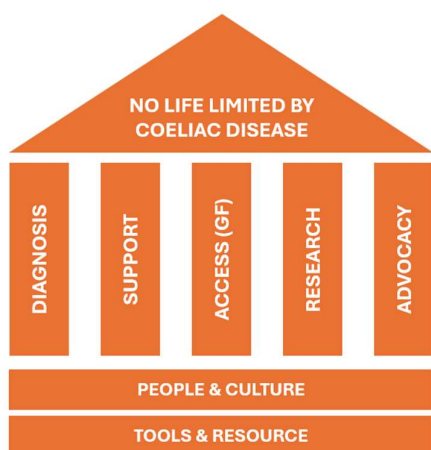 NO LIFE LIMITED BY
COELIAC DISEASE
DIAGNOSIS
SUPPORT
ACCESS (GF)
RESEARCH
ADVOCACY
PEOPLE & CULTURE
TOOLS & RESOURCE